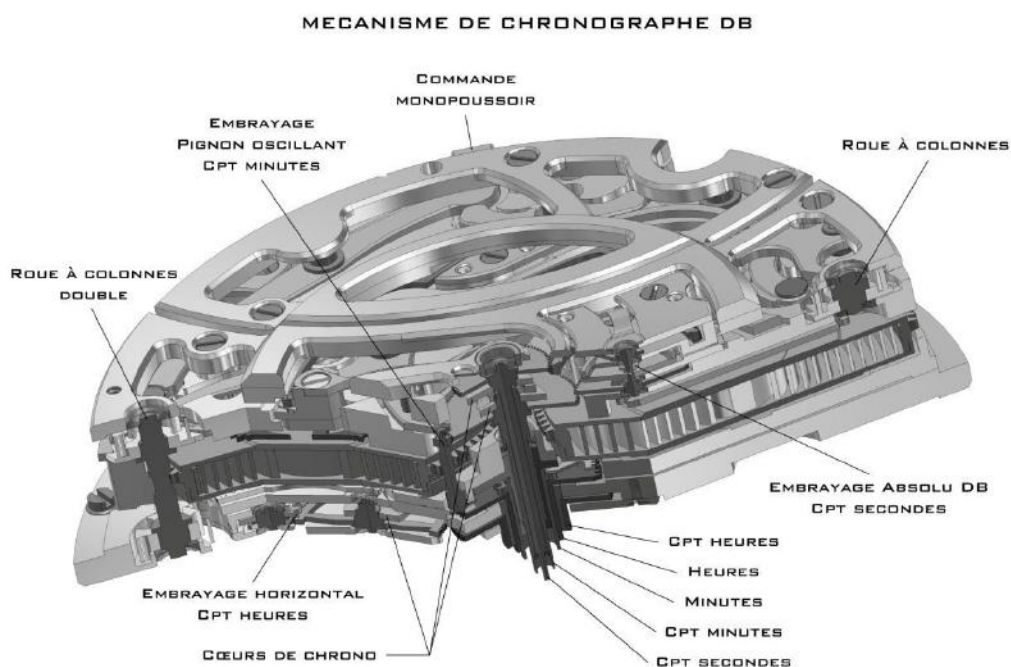 MECANISME DE CHRONOGRAPHE DB
COMMANDE
MONOPOUSSOIR
EMBRAYAGE
PIGNON OSCILLANT
CPT MINUTES
ROUE À COLONNES
ROUE À COLONNES
DOUBLE
EMBRAYAGE ABSOLU DB
CPT SECONDES
CPT HEURES
HEURES
MINUTES
CPT MINUTES
CPT SECONDES
EMBRAYAGE HORIZONTAL
CPT HEURES
CŒURS DE CHRONO